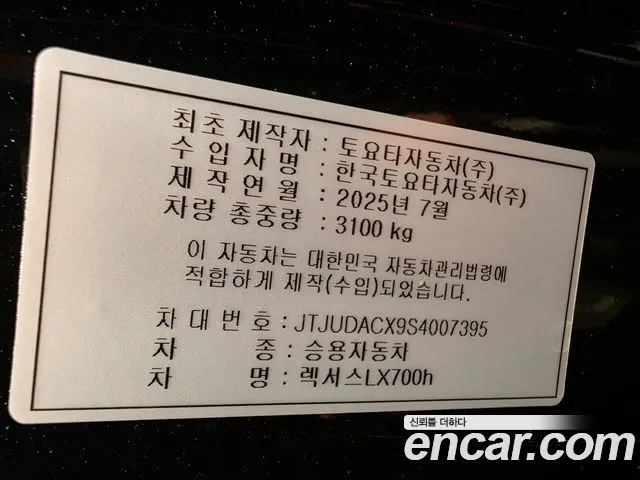 최초 제작자 : 토요타자동차(주)
수입자명 : 한국토요타자동차(주)
제작연월 : 2025년 7월
차량 총중량 : 3100 kg
이 자동차는 대한민국 자동차관리법령에
적합하게 제작(수입)되었습니다.
차대번호 : JTJUDACX9S4007395
차 종 : 승용자동차
차 명 : 렉서스LX700h
신뢰를 더하다
encar.com